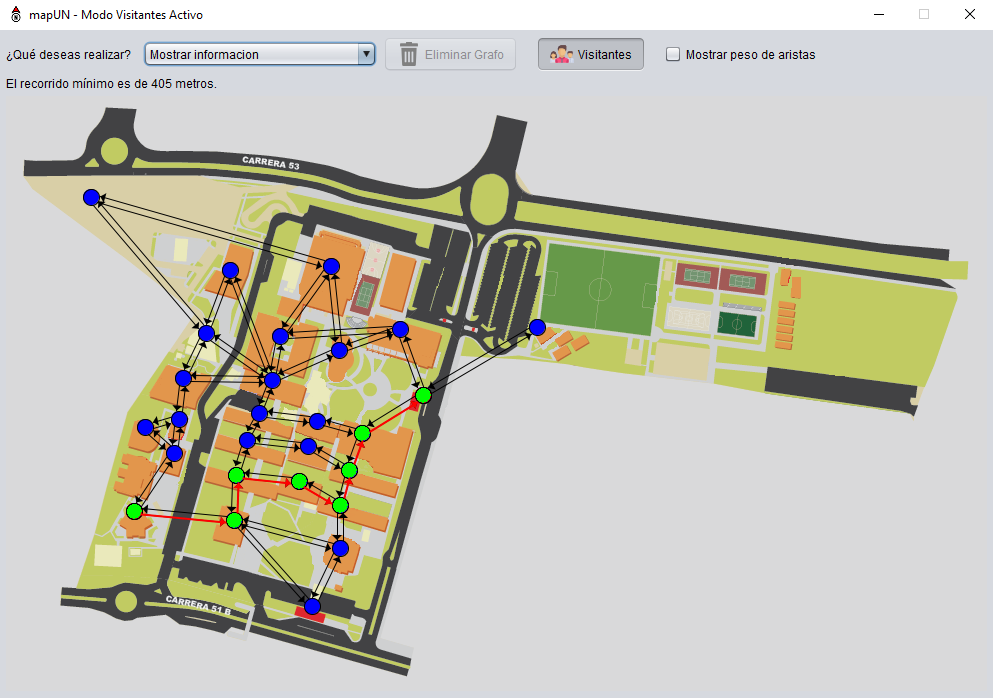 mapUN - Modo Visitantes Activo
¿Qué deseas realizar? Mostrar informacion Eliminar Grafo Visitantes Mostrar peso de aristas
El recorrido mínimo es de 405 metros.
CARRERA 53
CARRERA 51 B